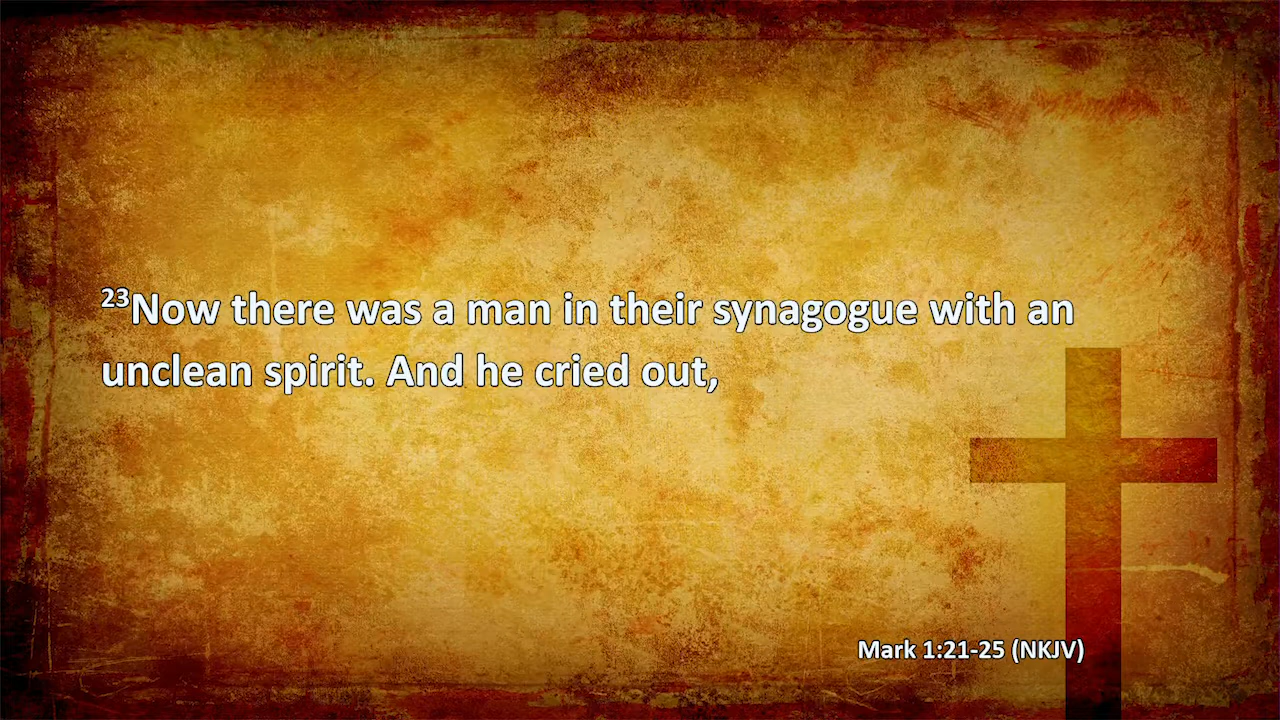 23Now there was a man in their synagogue with an
unclean spirit. And he cried out,
Mark 1:21-25 (NKJV)